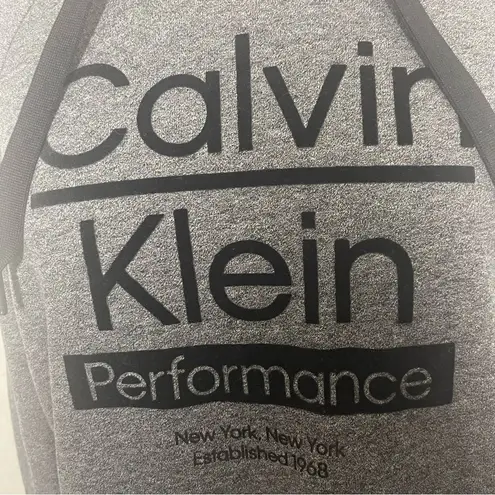 Calvin
Klein
Performance
New York, New York
Established 1968